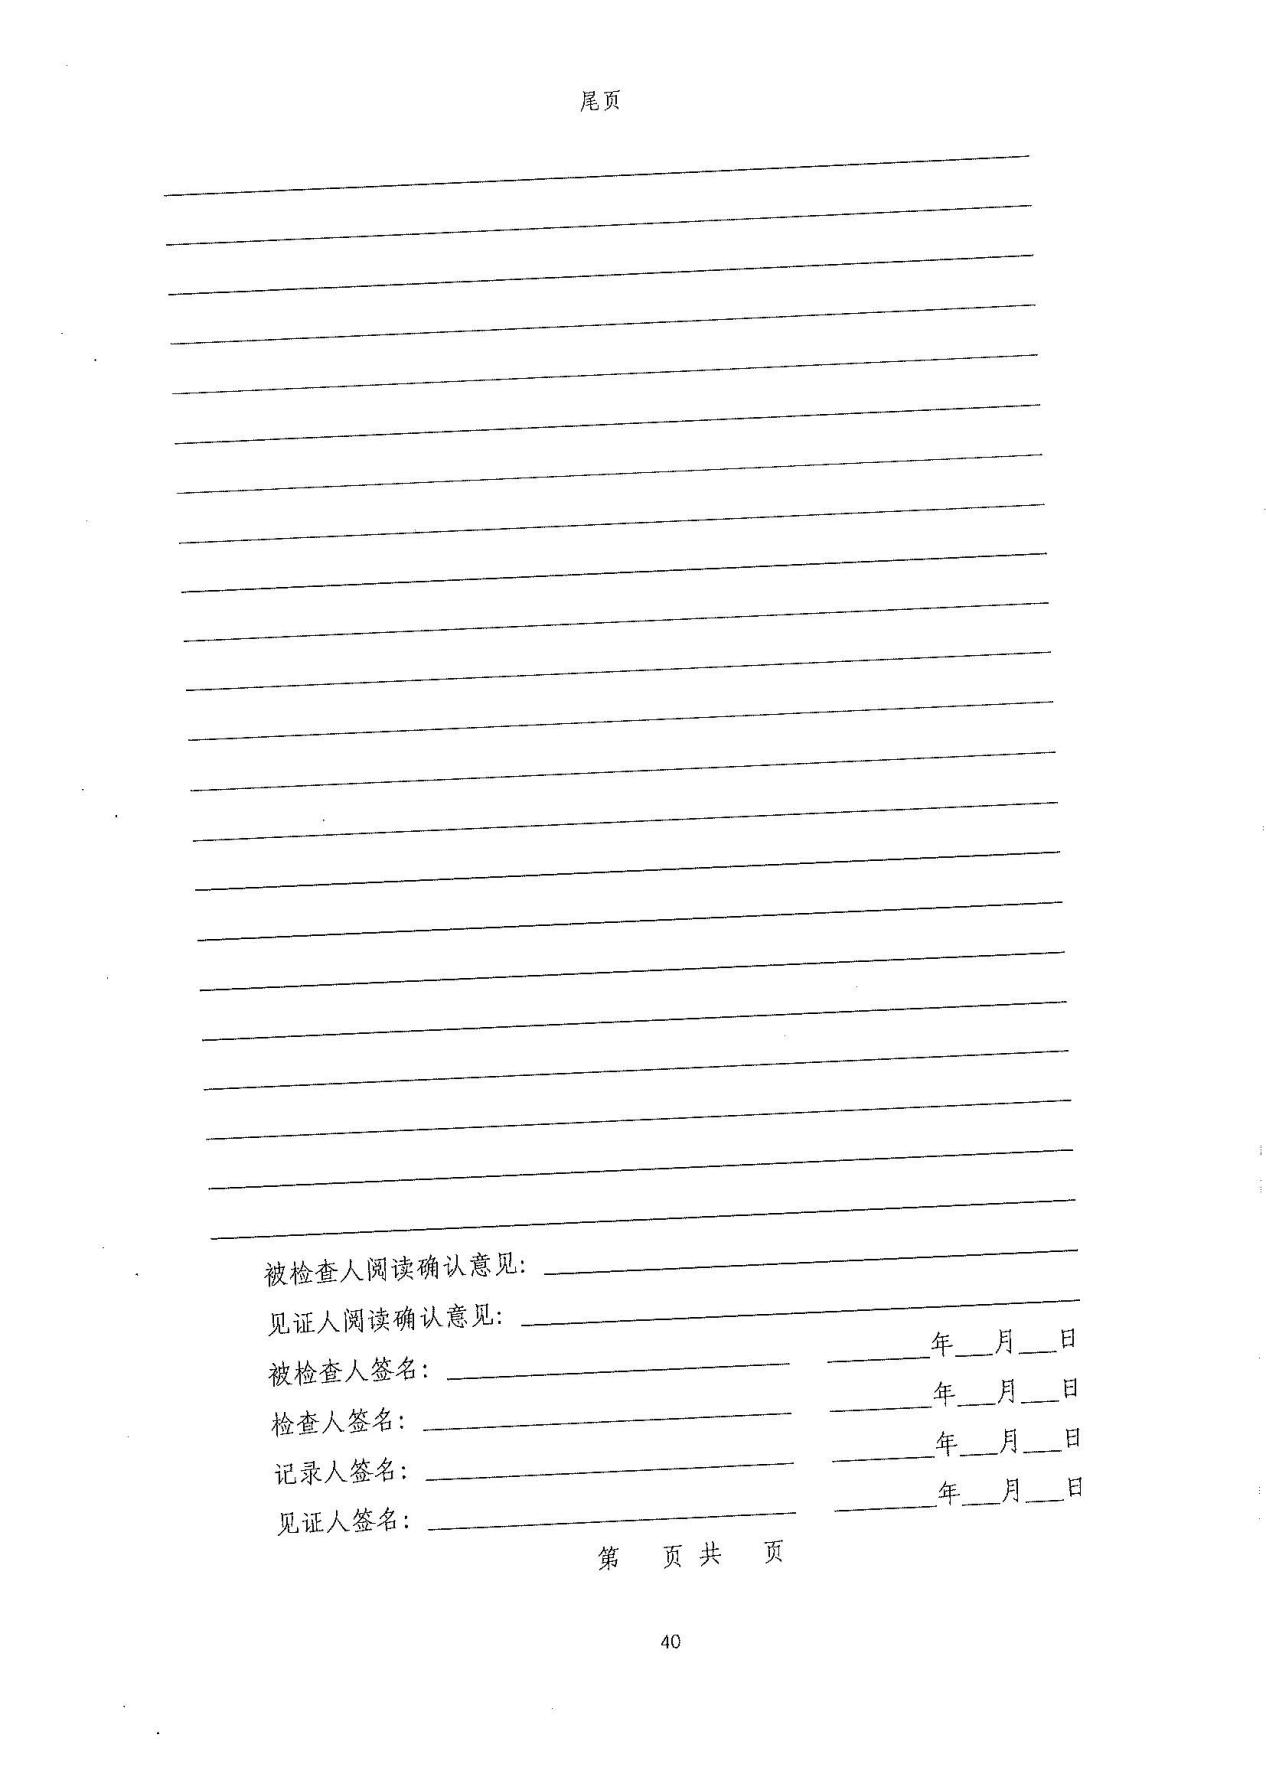 尾页
被检查人阅读确认意见：
见证人阅读确认意见：
被检查人签名： 年 月 日
检查人签名： 年 月 日
记录人签名： 年 月 日
见证人签名： 年 月 日
第 页 共 页
40